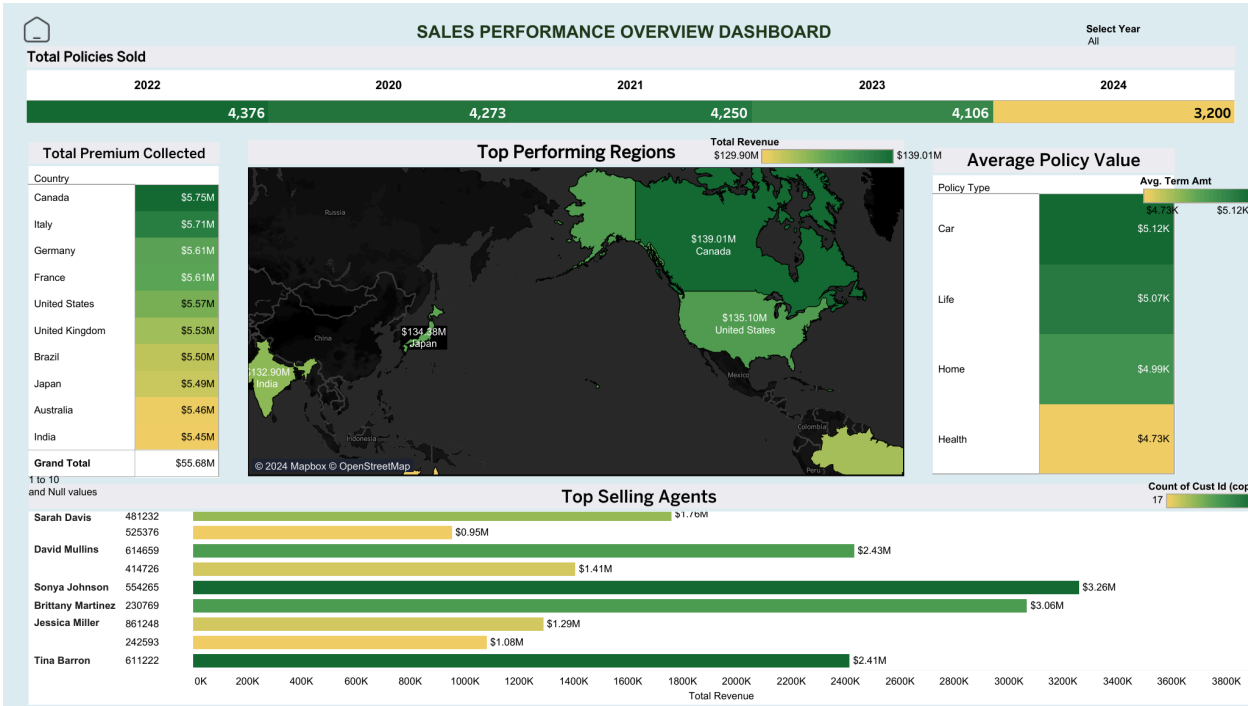 SALES PERFORMANCE OVERVIEW DASHBOARD
Select Year
All
Total Policies Sold
2022 2020 2021 2023 2024
4,376 4,273 4,250 4,106 3,200
Total Premium Collected
Country
Canada $5.75M
Italy $5.71M
Germany $5.61M
France $5.61M
United States $5.57M
United Kingdom $5.53M
Brazil $5.50M
Japan $5.49M
Australia $5.46M
India $5.45M
Grand Total $55.68M
1 to 10
and Null values
Top Performing Regions
Total Revenue
$129.90M $139.01M
Russia
$139.01M
Canada
$135.10M
United States
$134.38M
Japan
China
$132.90M
India
Mexico
Indonesia
Colombia
Peru
© 2024 Mapbox © OpenStreetMap
Average Policy Value
Avg. Term Amt
$4.73K $5.12K
Policy Type
Car $5.12K
Life $5.07K
Home $4.99K
Health $4.73K
Top Selling Agents
Count of Cust Id (cop
17
Sarah Davis 481232 $1.76M
525376 $0.95M
David Mullins 614659 $2.43M
414726 $1.41M
Sonya Johnson 554265 $3.26M
Brittany Martinez 230769 $3.06M
Jessica Miller 861248 $1.29M
242593 $1.08M
Tina Barron 611222 $2.41M
0K 200K 400K 600K 800K 1000K 1200K 1400K 1600K 1800K 2000K 2200K 2400K 2600K 2800K 3000K 3200K 3400K 3600K 3800K
Total Revenue